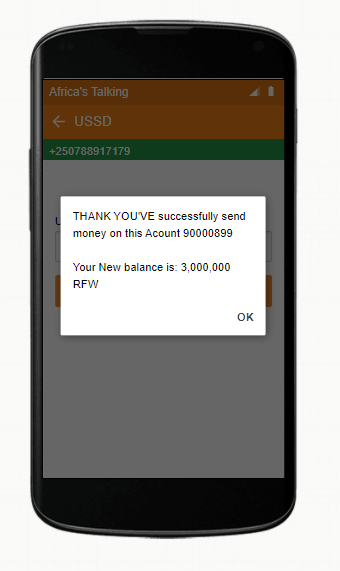 Africa's Talking
USSD
+250788917179
U
THANK YOU'VE successfully send
money on this Acount 90000899
Your New balance is: 3,000,000
RFW
OK